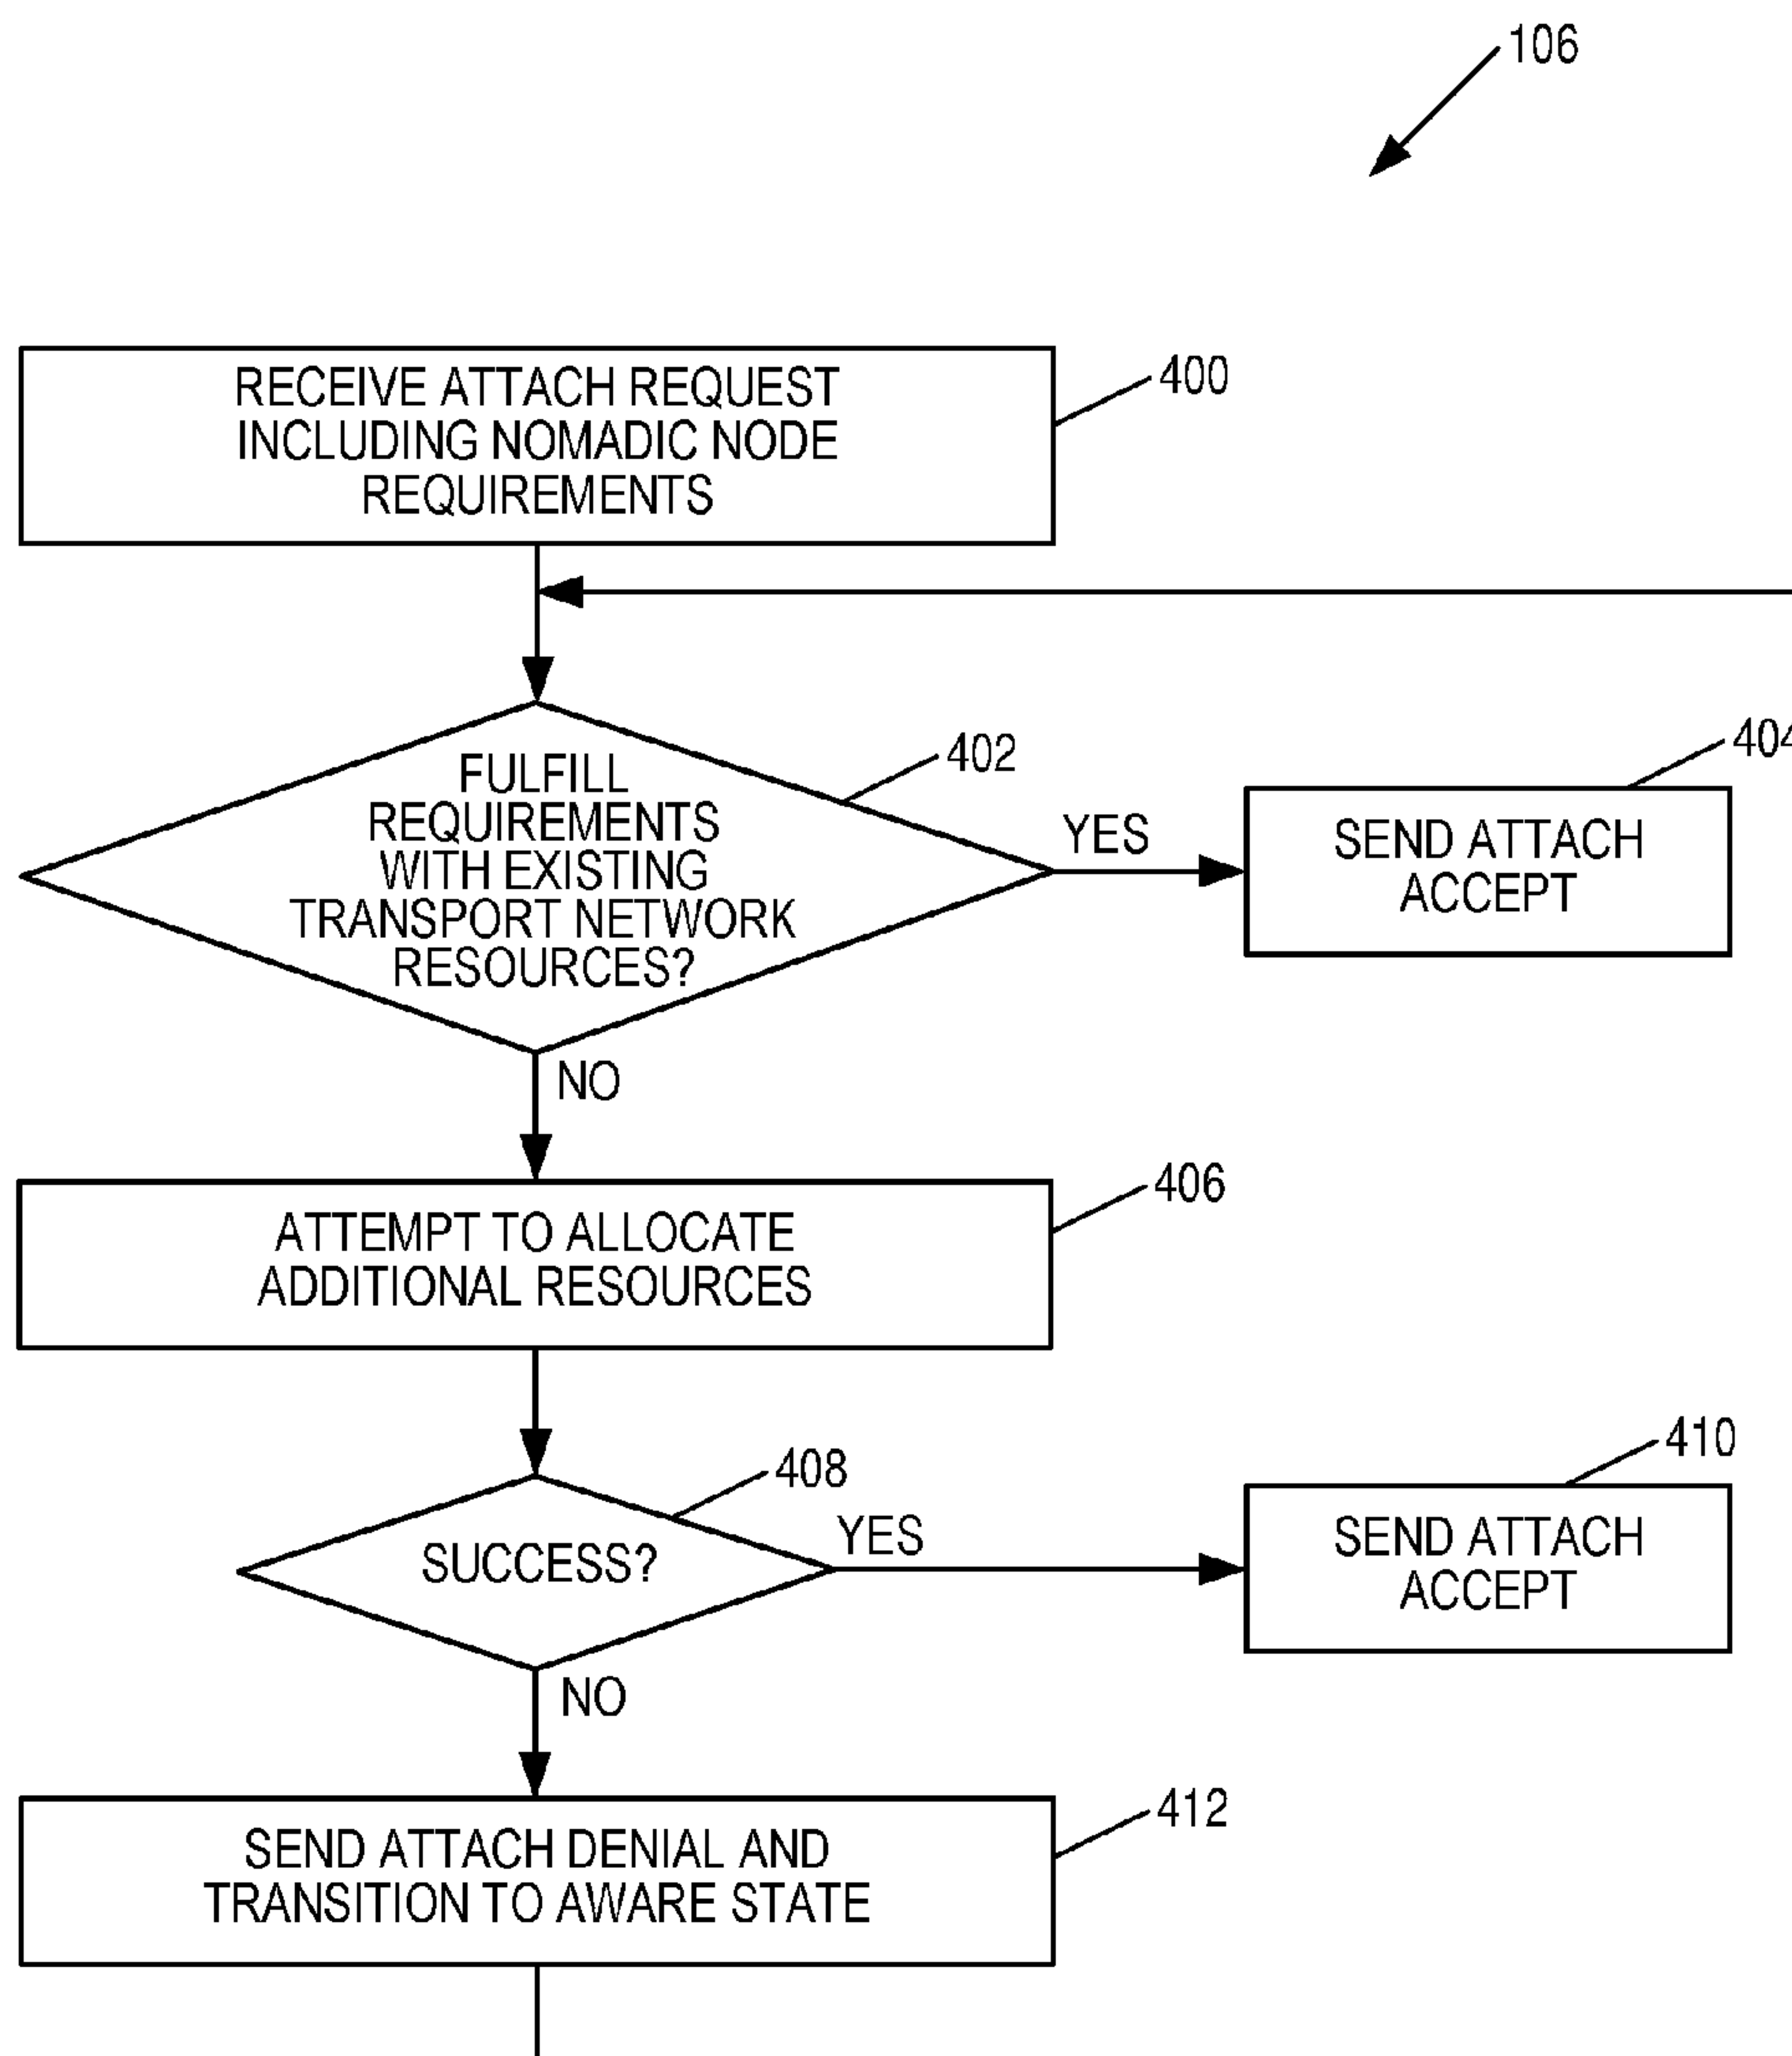 106
RECEIVE ATTACH REQUEST
INCLUDING NOMADIC NODE
REQUIREMENTS
400
FULFILL
REQUIREMENTS
WITH EXISTING
TRANSPORT NETWORK
RESOURCES?
402
YES
404
SEND ATTACH
ACCEPT
NO
ATTEMPT TO ALLOCATE
ADDITIONAL RESOURCES
406
SUCCESS?
408
YES
410
SEND ATTACH
ACCEPT
NO
SEND ATTACH DENIAL AND
TRANSITION TO AWARE STATE
412